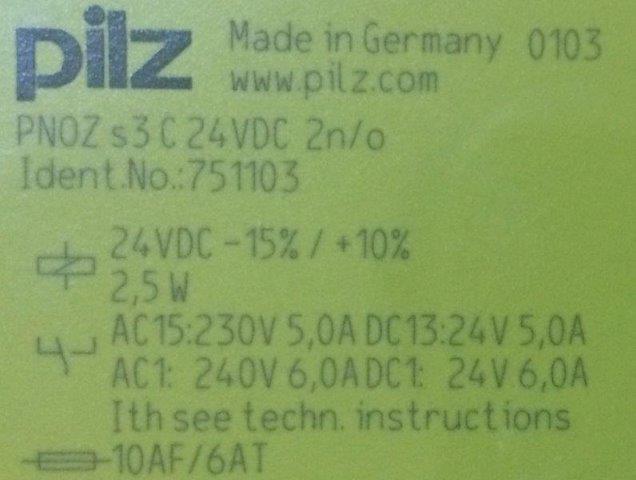 pilz Made in Germany 0103
www.pilz.com
PNOZ s3 C 24VDC 2n/o
Ident.No.:751103
24VDC -15% / +10%
2,5 W
AC15:230V 5,0A DC13:24V 5,0A
AC1: 240V 6,0A DC1: 24V 6,0A
Ith see techn. instructions
10AF/6AT